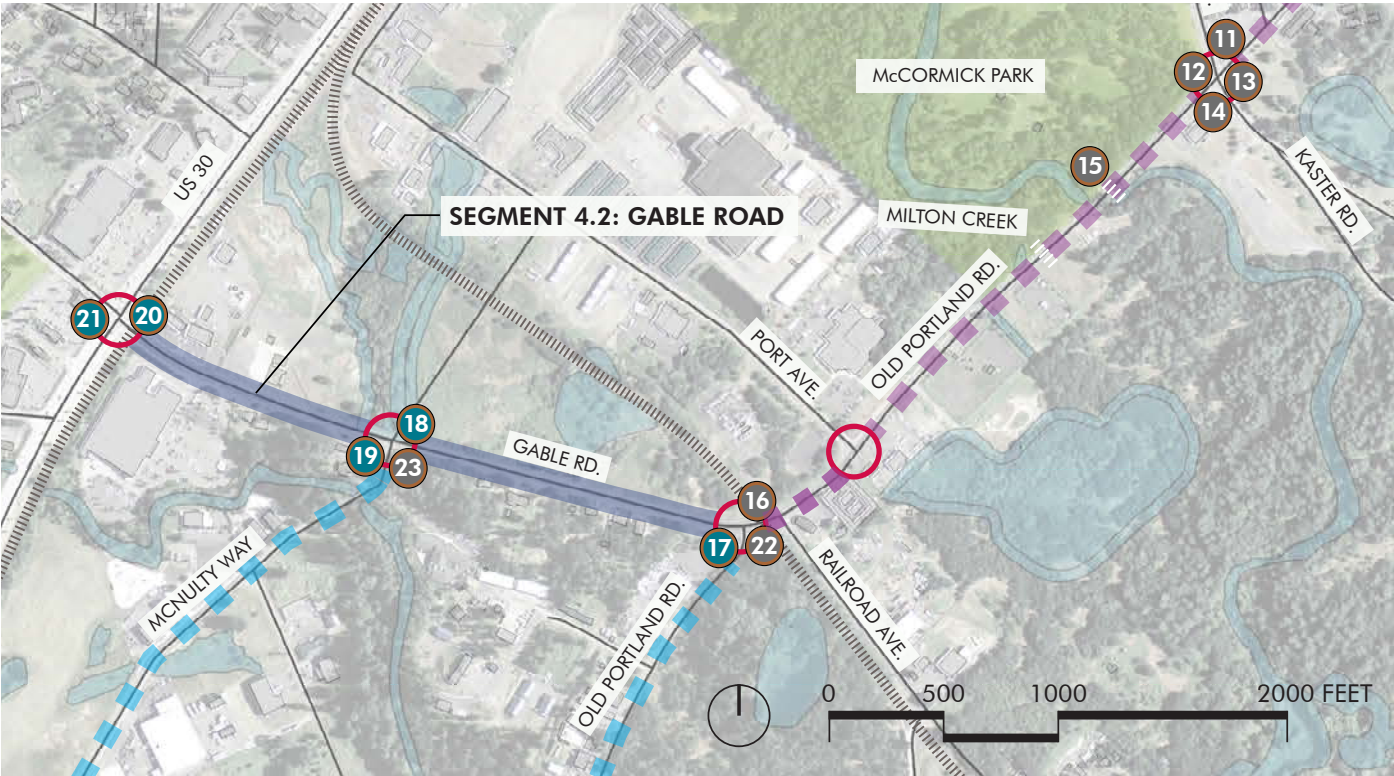 11
12
13
14
McCORMICK PARK
15
KASTER RD.
US 30
SEGMENT 4.2: GABLE ROAD
MILTON CREEK
OLD PORTLAND RD.
21
20
PORT AVE.
18
19
23
GABLE RD.
16
17
22
MCNULTY WAY
OLD PORTLAND RD.
RAILROAD AVE.
0 500 1000 2000 FEET